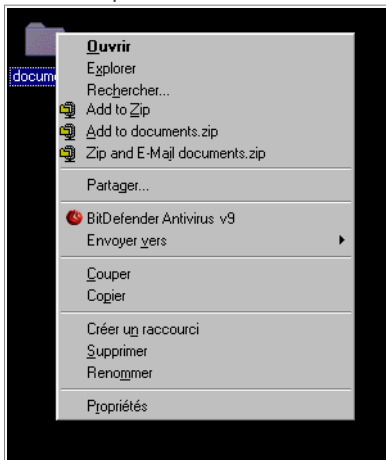 docume
Ouvrir
Explorer
Rechercher...
Add to Zip
Add to documents.zip
Zip and E-Mail documents.zip
Partager...
BitDefender Antivirus v9
Envoyer vers
Couper
Copier
Créer un raccourci
Supprimer
Renommer
Propriétés